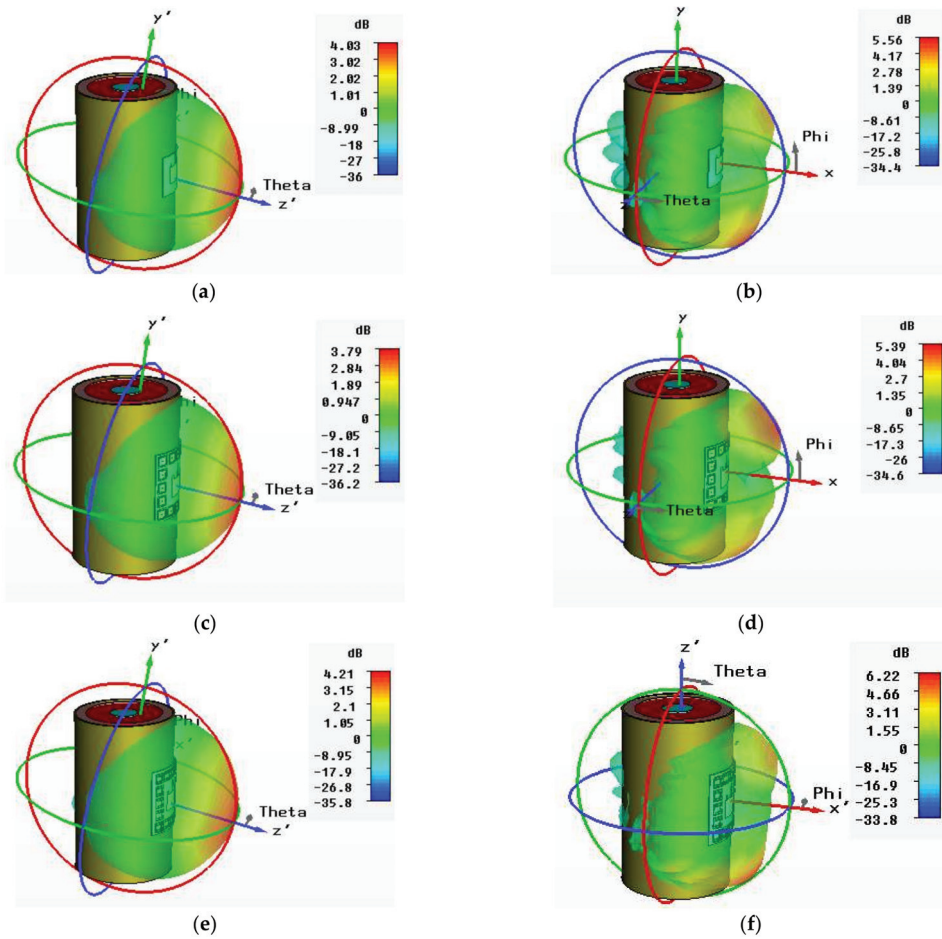 y'
dB
4.03
3.02
2.02
1.01
0
-8.99
-18
-27
-36
Phi
x'
Theta
z'
(a)
y
dB
5.56
4.17
2.78
1.39
0
-8.61
-17.2
-25.8
-34.4
Phi
x
z
Theta
(b)
y'
dB
3.79
2.84
1.89
0.947
0
-9.05
-18.1
-27.2
-36.2
Phi
x'
Theta
z'
(c)
y
dB
5.39
4.04
2.7
1.35
0
-8.65
-17.3
-26
-34.6
Phi
x
Theta
(d)
y'
dB
4.21
3.15
2.1
1.05
0
-8.95
-17.9
-26.8
-35.8
Phi
x'
Theta
z'
(e)
z'
Theta
dB
6.22
4.66
3.11
1.55
0
-8.45
-16.9
-25.3
-33.8
Phi
x'
(f)